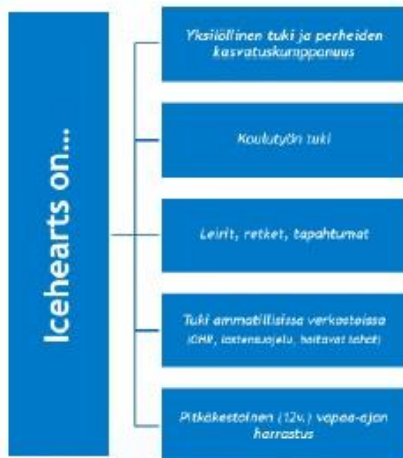 Icehearts on...
Yksilöllinen tuki ja perheiden
kasvatuskumppanuus
Koulutyön tuki
Leirit, retket, tapahtumat
Tuki ammatillisissa verkostoissa
(OHR, lastensuojelu, hoitavat tahot)
Pitkäkestoinen (12v.) vapaa-ajan
harrastus